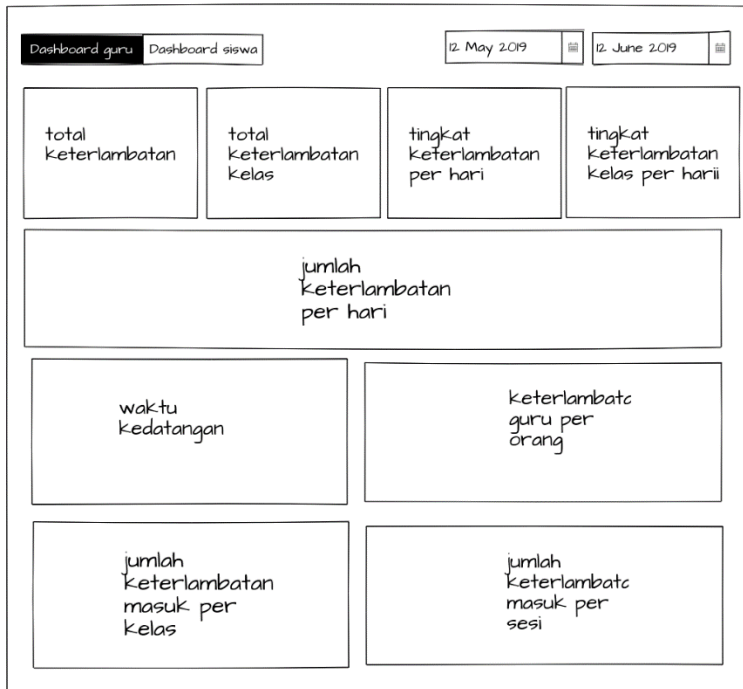 Dashboard guru Dashboard siswa
12 May 2019
12 June 2019
total
keterlambatan
total
keterlambatan
kelas
tingkat
keterlambatan
per hari
tingkat
keterlambatan
kelas per harii
jumlah
keterlambatan
per hari
waktu
kedatangan
keterlambatc
guru per
orang
jumlah
keterlambatan
masuk per
kelas
jumlah
keterlambatc
masuk per
sesi